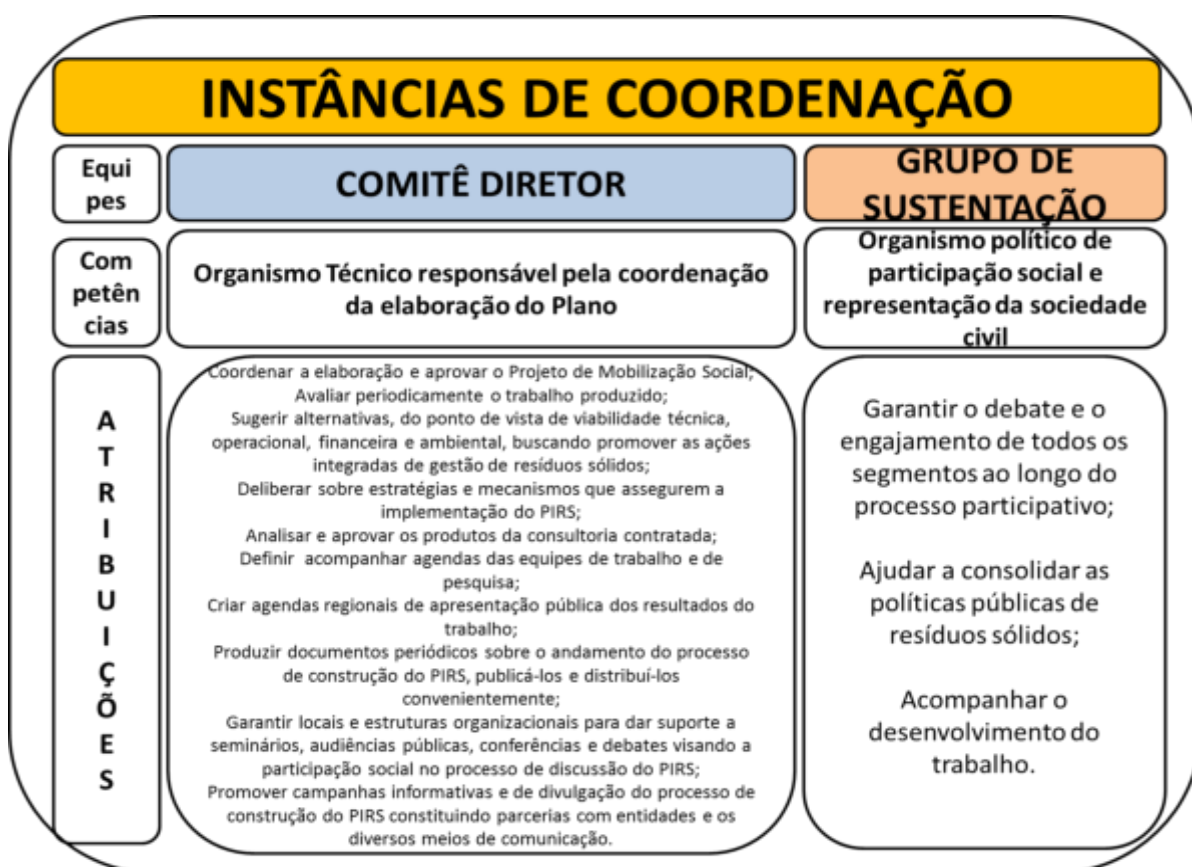 INSTÂNCIAS DE COORDENAÇÃO
Equi
pes
COMITÊ DIRETOR
GRUPO DE
SUSTENTAÇÃO
Com
petên
cias
Organismo Técnico responsável pela coordenação
da elaboração do Plano
Organismo político de
participação social e
representação da sociedade
civil
A
T
R
I
B
U
I
Ç
Õ
E
S
Coordenar a elaboração e aprovar o Projeto de Mobilização Social;
Avaliar periodicamente o trabalho produzido;
Sugerir alternativas, do ponto de vista de viabilidade técnica,
operacional, financeira e ambiental, buscando promover as ações
integradas de gestão de resíduos sólidos;
Deliberar sobre estratégias e mecanismos que assegurem a
implementação do PIRS;
Analisar e aprovar os produtos da consultoria contratada;
Definir acompanhar agendas das equipes de trabalho e de
pesquisa;
Criar agendas regionais de apresentação pública dos resultados do
trabalho;
Produzir documentos periódicos sobre o andamento do processo
de construção do PIRS, publicá-los e distribuí-los
convenientemente;
Garantir locais e estruturas organizacionais para dar suporte a
seminários, audiências públicas, conferências e debates visando a
participação social no processo de discussão do PIRS;
Promover campanhas informativas e de divulgação do processo de
construção do PIRS constituindo parcerias com entidades e os
diversos meios de comunicação.
Garantir o debate e o
engajamento de todos os
segmentos ao longo do
processo participativo;
Ajudar a consolidar as
políticas públicas de
resíduos sólidos;
Acompanhar o
desenvolvimento do
trabalho.